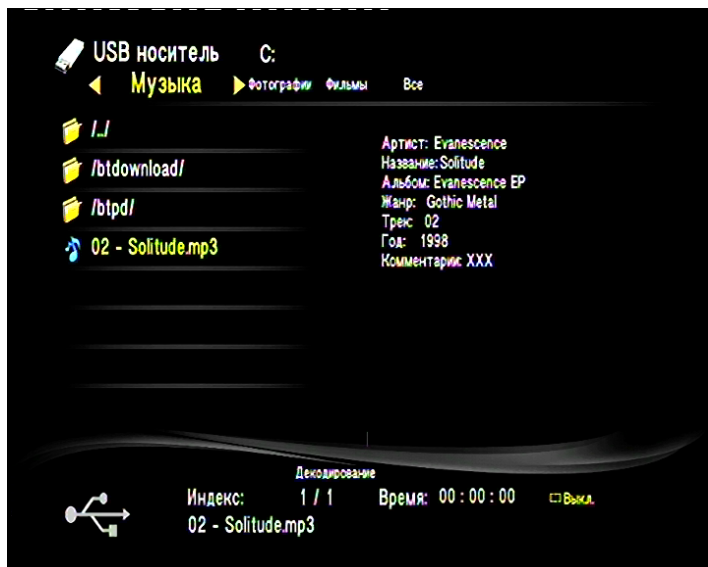 USB носитель C:
Музыка Фотографии Фильмы Все
/../
/btdownload/
/btpd/
02 - Solitude.mp3
Артист: Evanescence
Название: Solitude
Альбом: Evanescence EP
Жанр: Gothic Metal
Трек: 02
Год: 1998
Комментарии: XXX
Декодирование
Индекс: 1 / 1 Время: 00 : 00 : 00 Выкл.
02 - Solitude.mp3